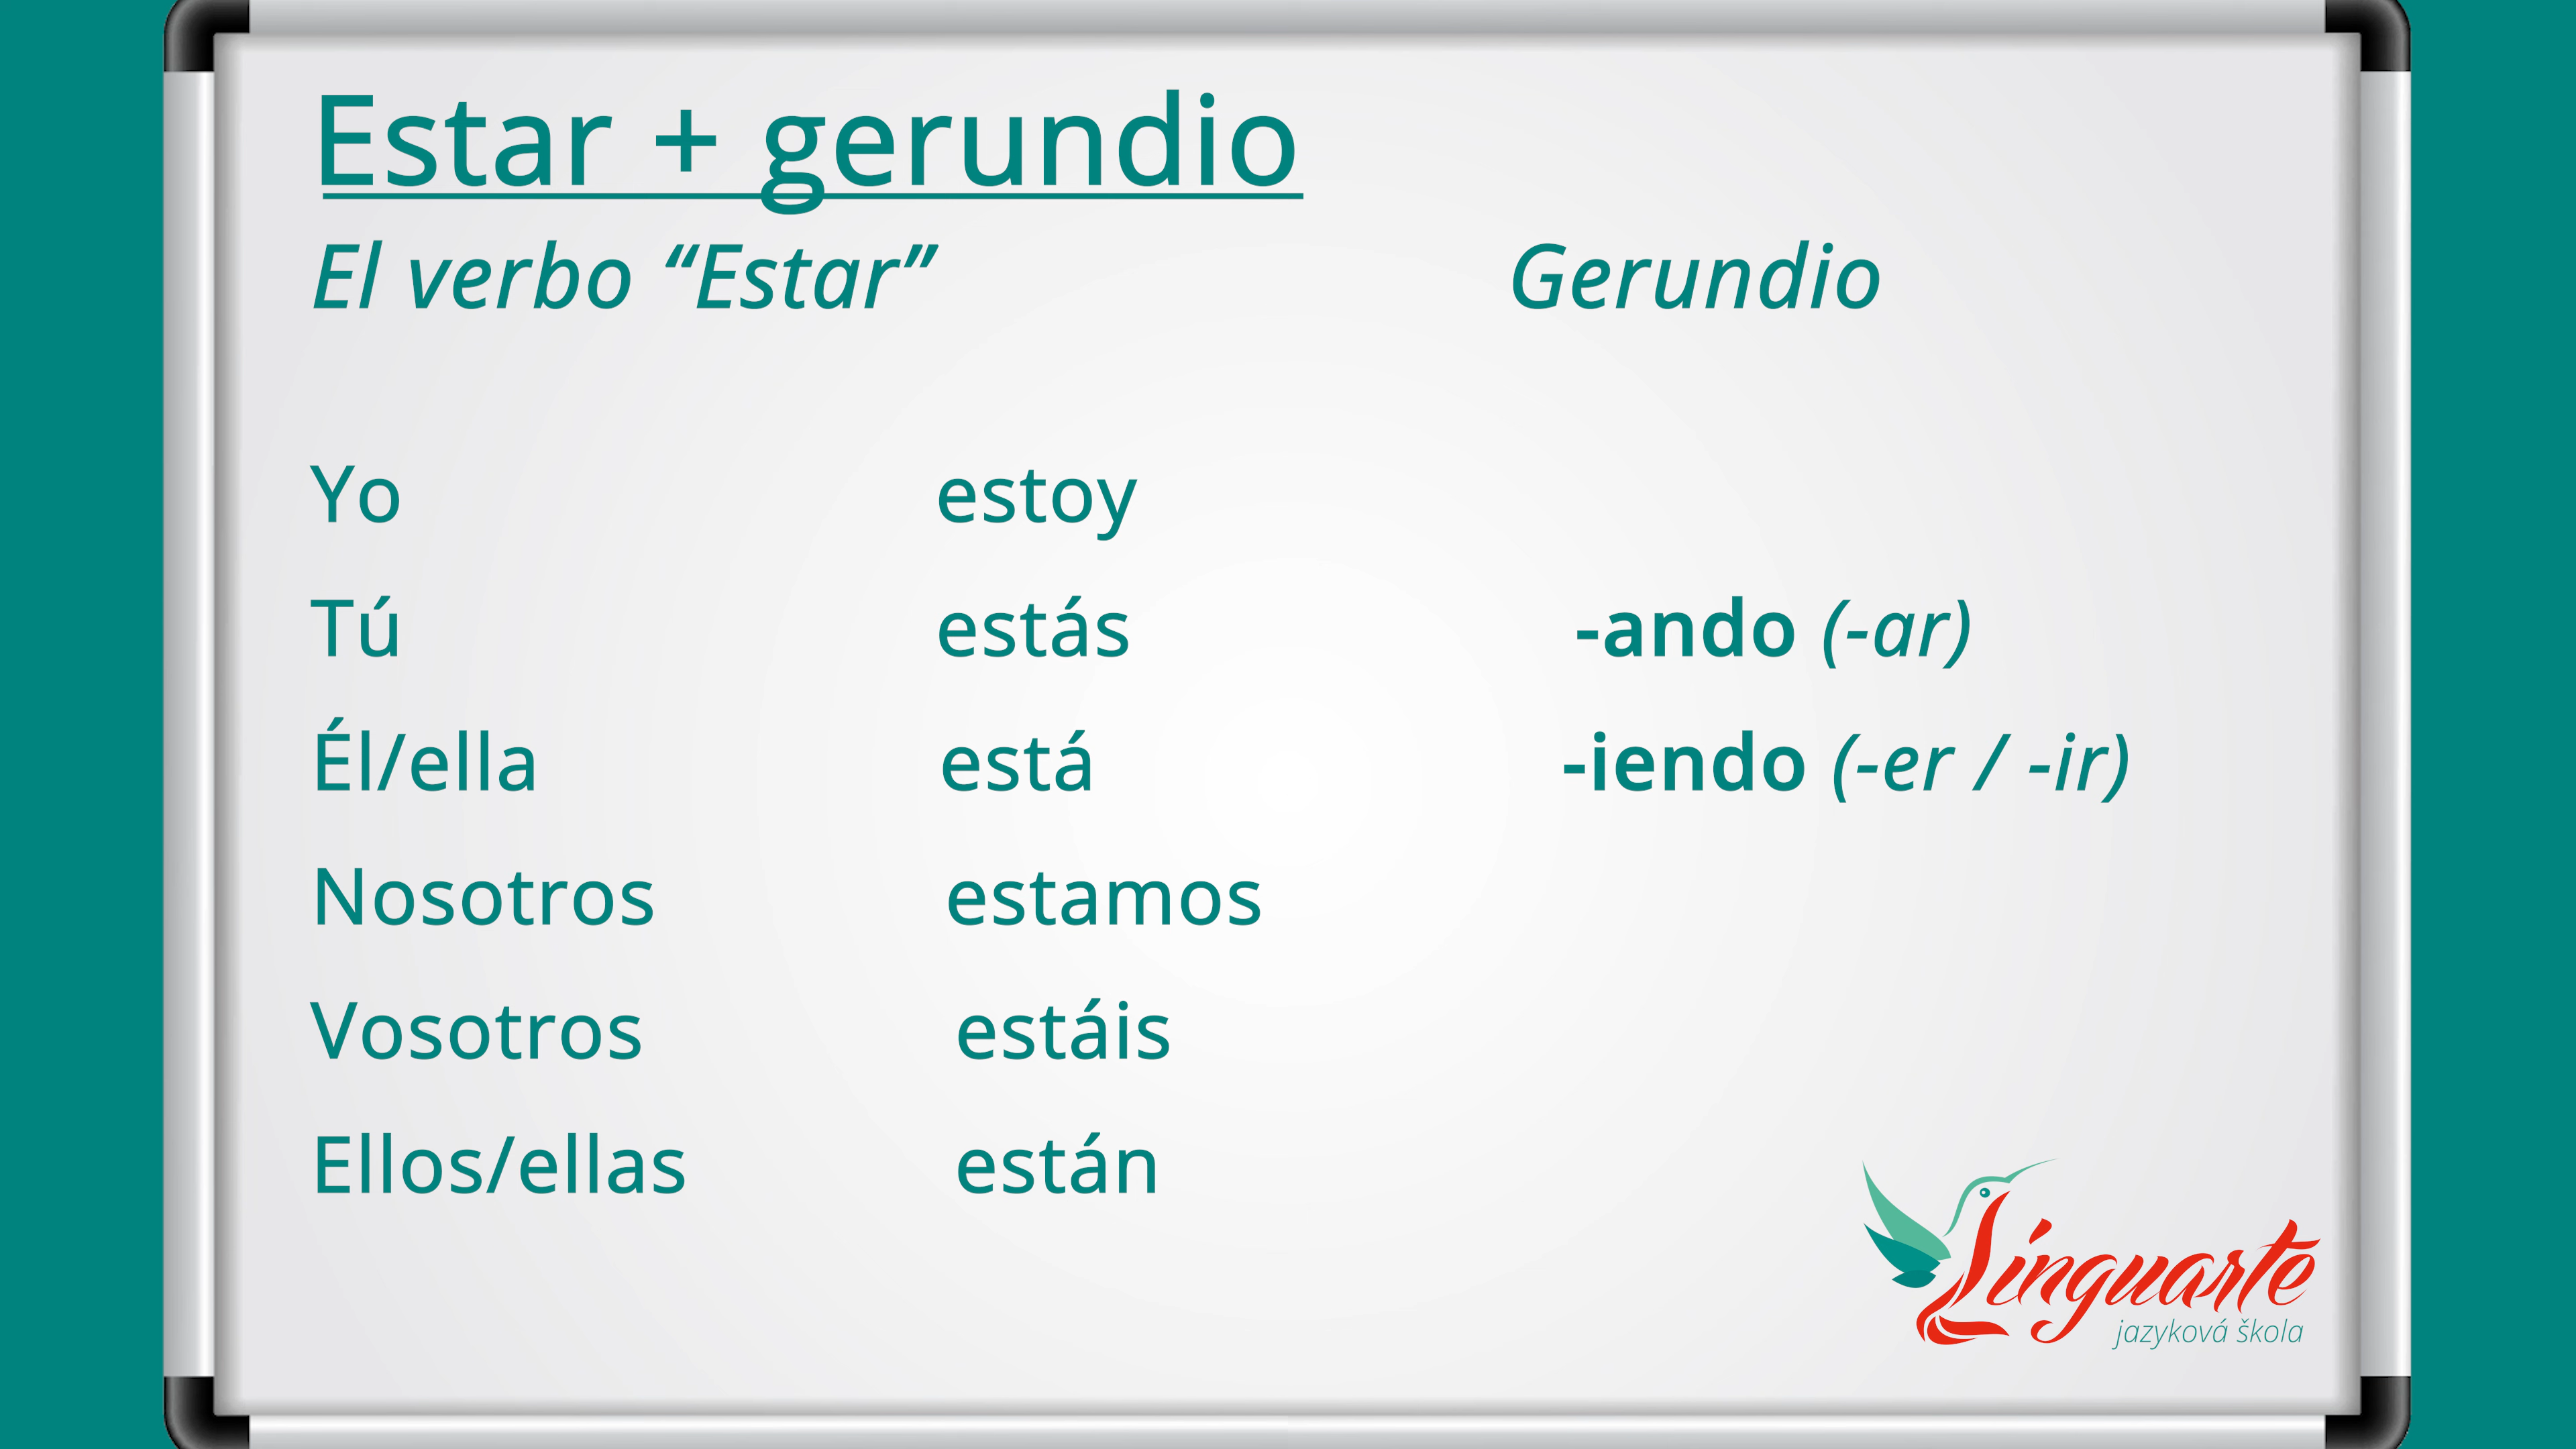 Estar + gerundio
El verbo “Estar” Gerundio
Yo estoy
Tú estás -ando (-ar)
Él/ella está -iendo (-er / -ir)
Nosotros estamos
Vosotros estáis
Ellos/ellas están
Linguarte
jazyková škola